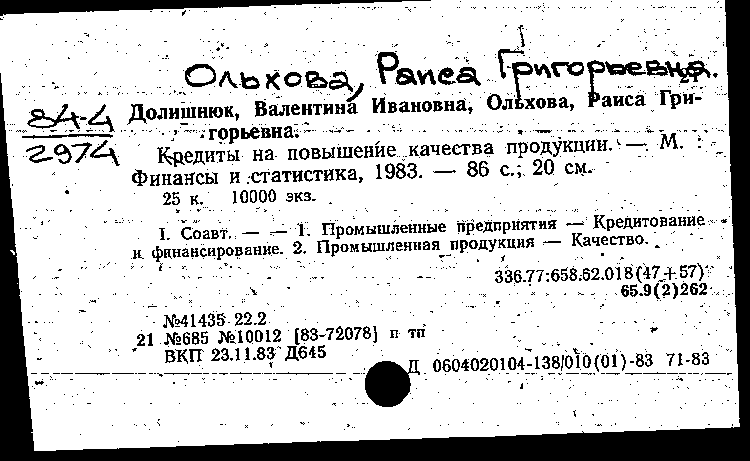 Ольхова, Раиса Григорьевна.
84-4
2974
Долишнюк, Валентина Ивановна, Ольхова, Раиса Гри-
горьевна.
Кредиты на повышение качества продукции. — М. :
Финансы и статистика, 1983. — 86 с.; 20 см.
25 к. 10000 экз.
I. Соавт. — — 1. Промышленные предприятия — Кредитование
и финансирование. 2. Промышленная продукция — Качество.
336.77:658.62.018(47+57)
65.9(2)262
№41435 22.2
21 №685 №10012 [83-72078] п тп
ВКП 23.11.83 Д645
Д 0604020104-138/010(01)-83 71-83